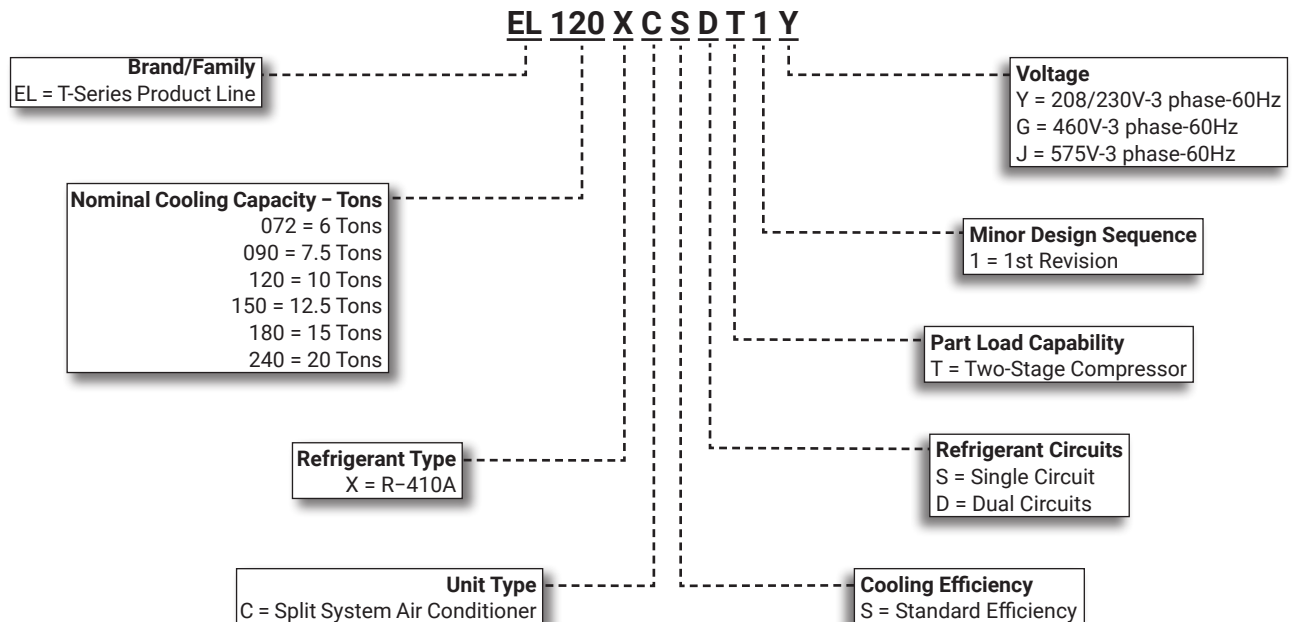 EL 120 X C S D T 1 Y
Brand/Family
EL = T-Series Product Line
Nominal Cooling Capacity – Tons
072 = 6 Tons
090 = 7.5 Tons
120 = 10 Tons
150 = 12.5 Tons
180 = 15 Tons
240 = 20 Tons
Refrigerant Type
X = R–410A
Unit Type
C = Split System Air Conditioner
Voltage
Y = 208/230V-3 phase-60Hz
G = 460V-3 phase-60Hz
J = 575V-3 phase-60Hz
Minor Design Sequence
1 = 1st Revision
Part Load Capability
T = Two-Stage Compressor
Refrigerant Circuits
S = Single Circuit
D = Dual Circuits
Cooling Efficiency
S = Standard Efficiency